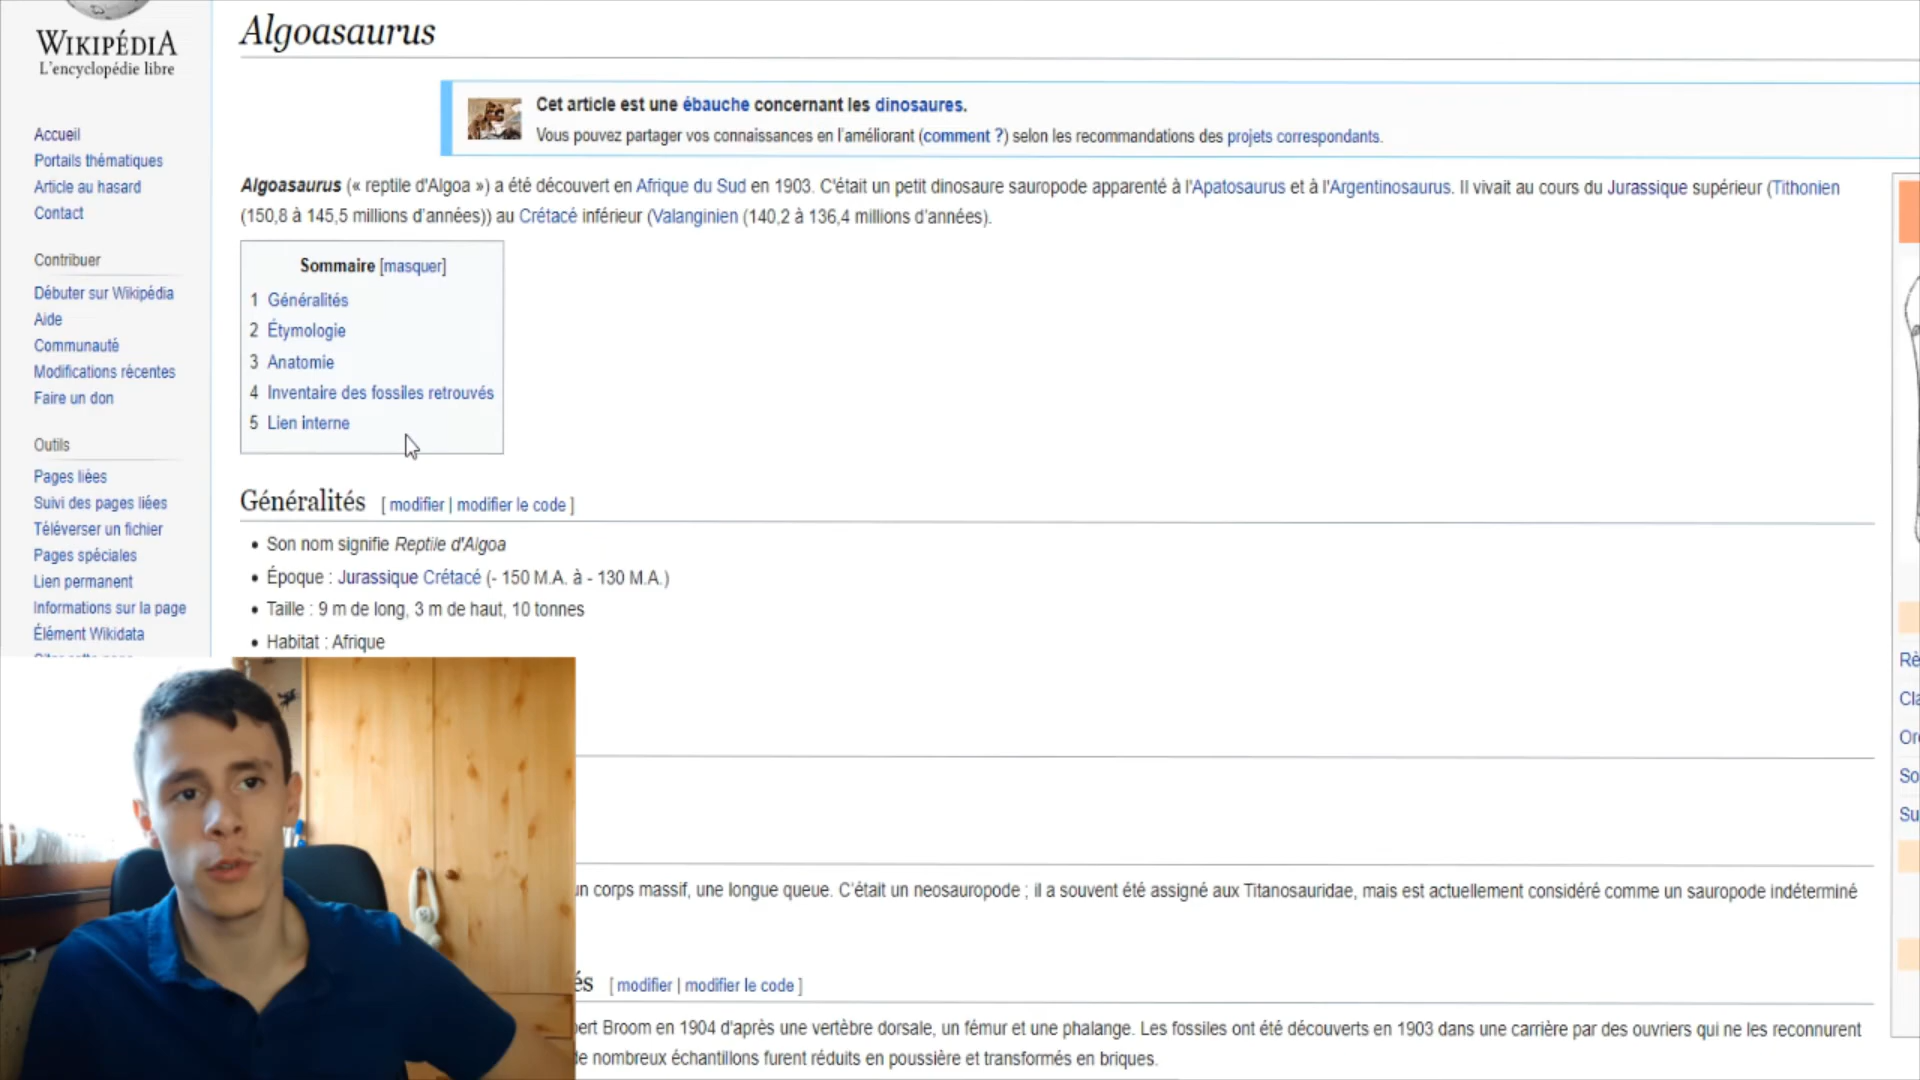 WIKIPÉDIA
L'encyclopédie libre
Accueil
Portails thématiques
Article au hasard
Contact
Contribuer
Débuter sur Wikipédia
Aide
Communauté
Modifications récentes
Faire un don
Outils
Pages liées
Suivi des pages liées
Téléverser un fichier
Pages spéciales
Lien permanent
Informations sur la page
Élément Wikidata
Algoasaurus
Cet article est une ébauche concernant les dinosaures.
Vous pouvez partager vos connaissances en l'améliorant (comment ?) selon les recommandations des projets correspondants.
Algoasaurus (« reptile d'Algoa ») a été découvert en Afrique du Sud en 1903. C'était un petit dinosaure sauropode apparenté à l'Apatosaurus et à l'Argentinosaurus. Il vivait au cours du Jurassique supérieur (Tithonien
(150,8 à 145,5 millions d'années)) au Crétacé inférieur (Valanginien (140,2 à 136,4 millions d'années).
Sommaire [masquer]
1 Généralités
2 Étymologie
3 Anatomie
4 Inventaire des fossiles retrouvés
5 Lien interne
Généralités [ modifier | modifier le code ]
• Son nom signifie Reptile d'Algoa
• Époque : Jurassique Crétacé (- 150 M.A. à - 130 M.A.)
• Taille : 9 m de long, 3 m de haut, 10 tonnes
• Habitat : Afrique
un corps massif, une longue queue. C'était un neosauropode ; il a souvent été assigné aux Titanosauridae, mais est actuellement considéré comme un sauropode indéterminé
és [ modifier | modifier le code ]
bert Broom en 1904 d'après une vertèbre dorsale, un fémur et une phalange. Les fossiles ont été découverts en 1903 dans une carrière par des ouvriers qui ne les reconnurent
de nombreux échantillons furent réduits en poussière et transformés en briques.
Rè
Cla
Or
So
Su